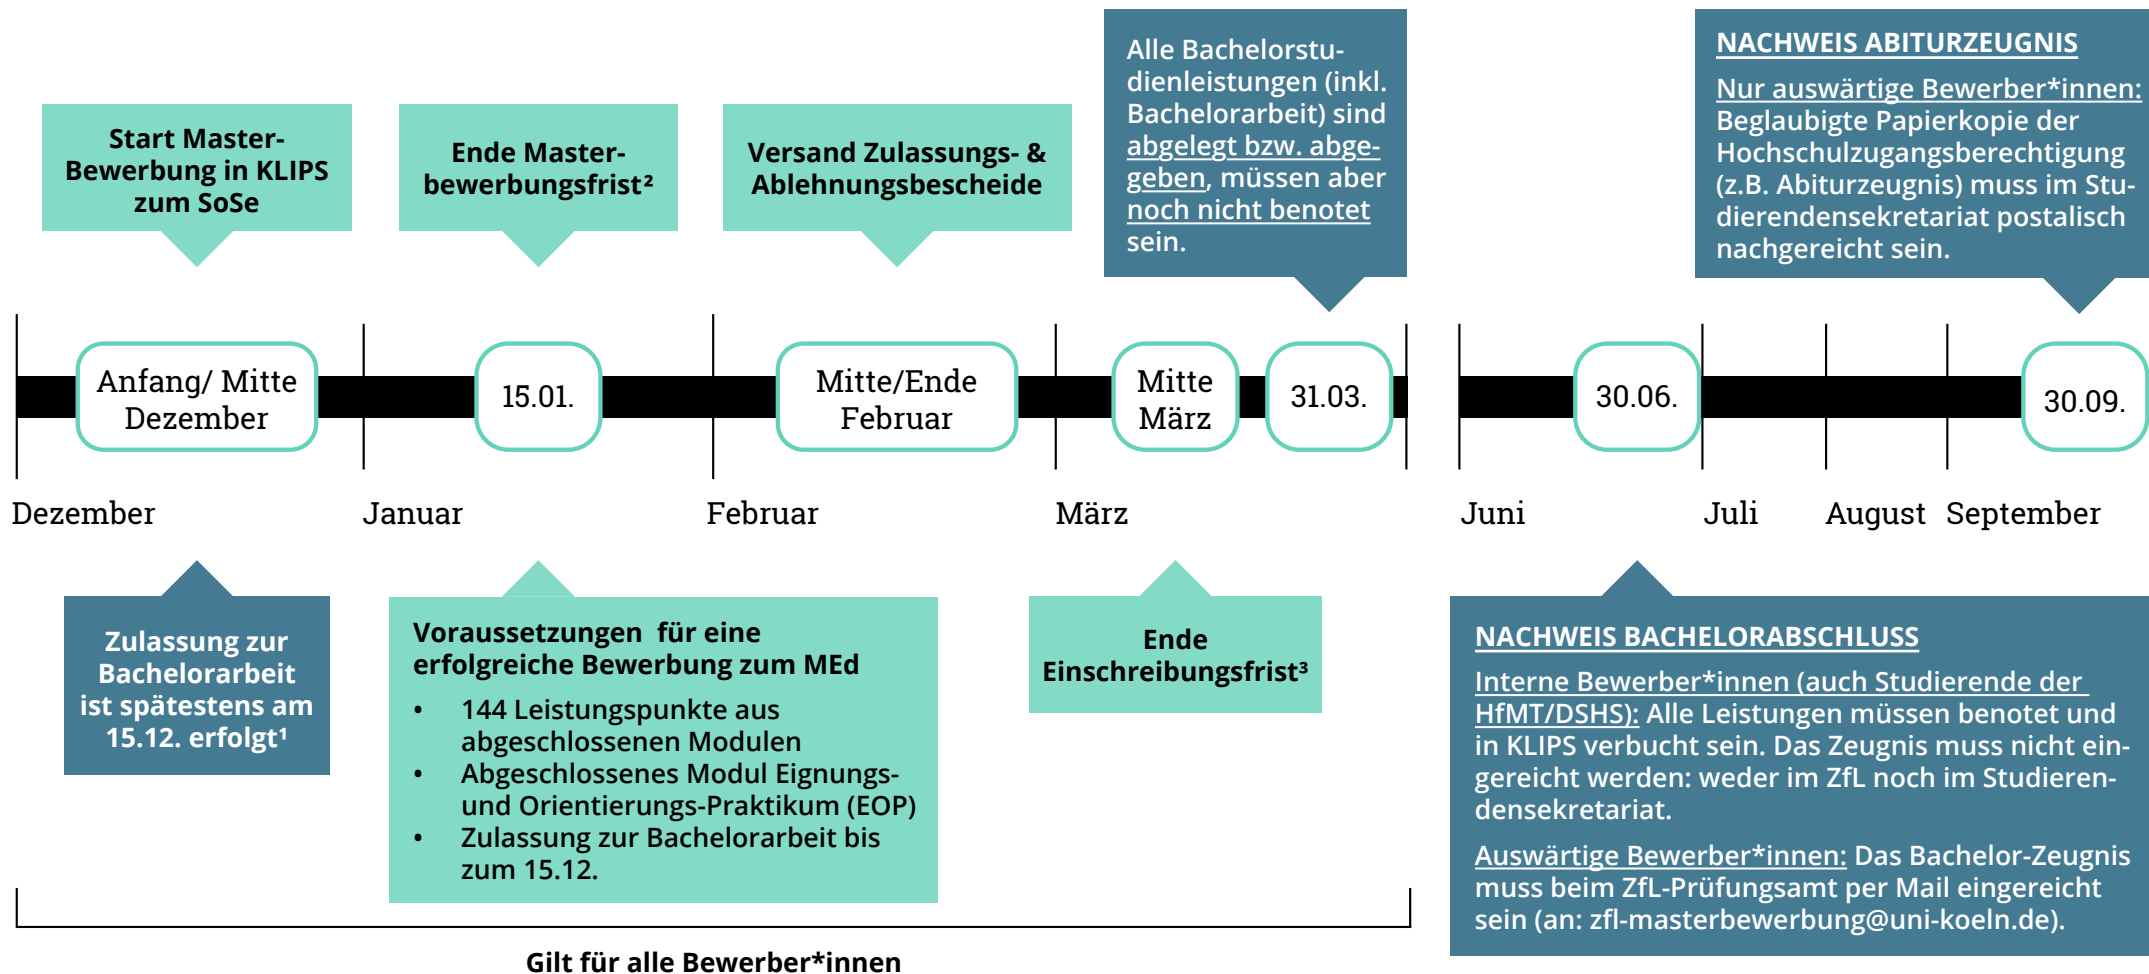 Start Master-
Bewerbung in KLIPS
zum SoSe
Ende Master-
bewerbungsfrist²
Versand Zulassungs- &
Ablehnungsbescheide
Alle Bachelorstu-
dienleistungen (inkl.
Bachelorarbeit) sind
abgelegt bzw. abge-
geben, müssen aber
noch nicht benotet
sein.
NACHWEIS ABITURZEUGNIS
Nur auswärtige Bewerber*innen:
Beglaubigte Papierkopie der
Hochschulzugangsberechtigung
(z.B. Abiturzeugnis) muss im Stu-
dierendensekretariat postalisch
nachgereicht sein.
Anfang/ Mitte
Dezember
15.01.
Mitte/Ende
Februar
Mitte
März
31.03.
30.06.
30.09.
Dezember
Januar
Februar
März
Juni
Juli
August
September
Zulassung zur
Bachelorarbeit
ist spätestens am
15.12. erfolgt¹
Voraussetzungen  für eine
erfolgreiche Bewerbung zum MEd
• 144 Leistungspunkte aus
abgeschlossenen Modulen
• Abgeschlossenes Modul Eignungs-
und Orientierungs-Praktikum (EOP)
• Zulassung zur Bachelorarbeit bis
zum 15.12.
Ende
Einschreibungsfrist³
NACHWEIS BACHELORABSCHLUSS
Interne Bewerber*innen (auch Studierende der
HfMT/DSHS): Alle Leistungen müssen benotet und
in KLIPS verbucht sein. Das Zeugnis muss nicht ein-
gereicht werden: weder im ZfL noch im Studieren-
densekretariat.
Auswärtige Bewerber*innen: Das Bachelor-Zeugnis
muss beim ZfL-Prüfungsamt per Mail eingereicht
sein (an: zfl-masterbewerbung@uni-koeln.de).
Gilt für alle Bewerber*innen